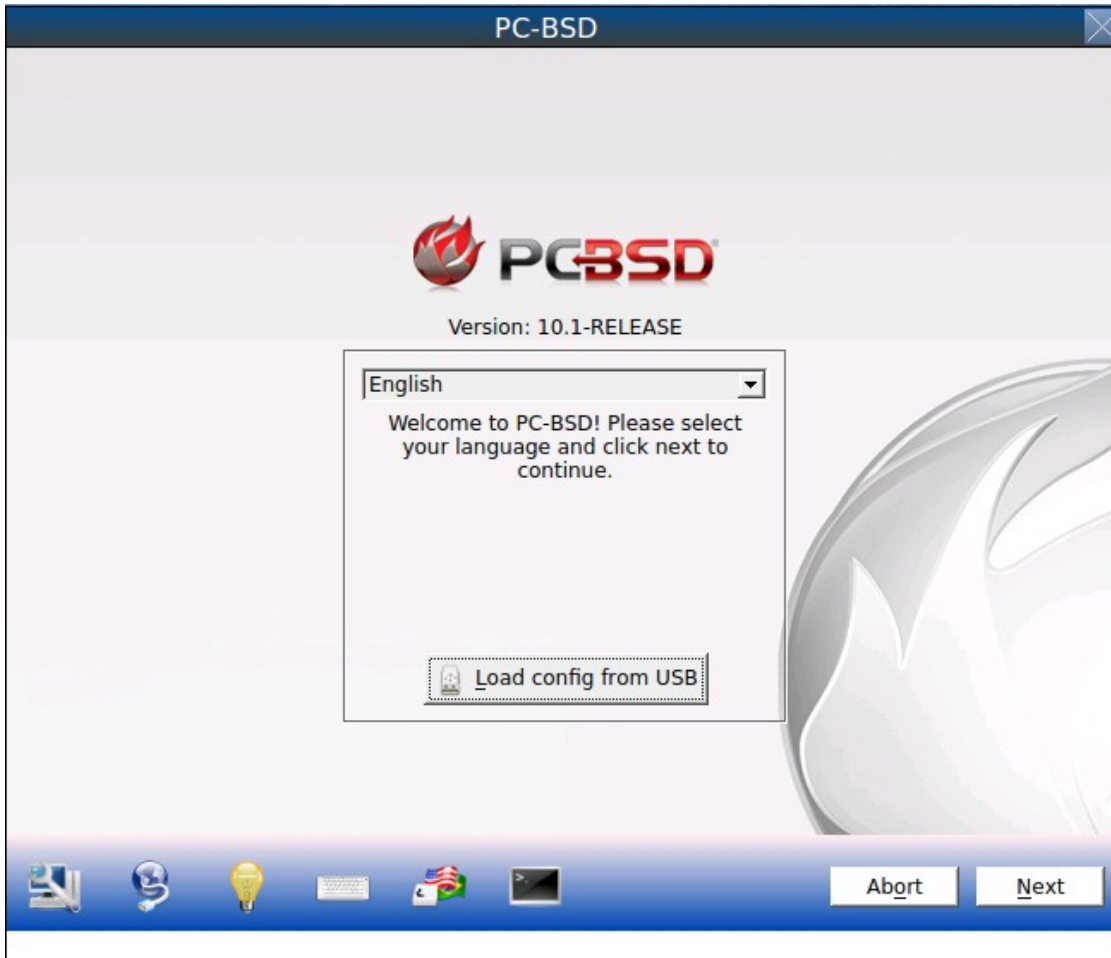 PC-BSD
PCBSD
Version: 10.1-RELEASE
English
Welcome to PC-BSD! Please select
your language and click next to
continue.
Load config from USB
Abort
Next